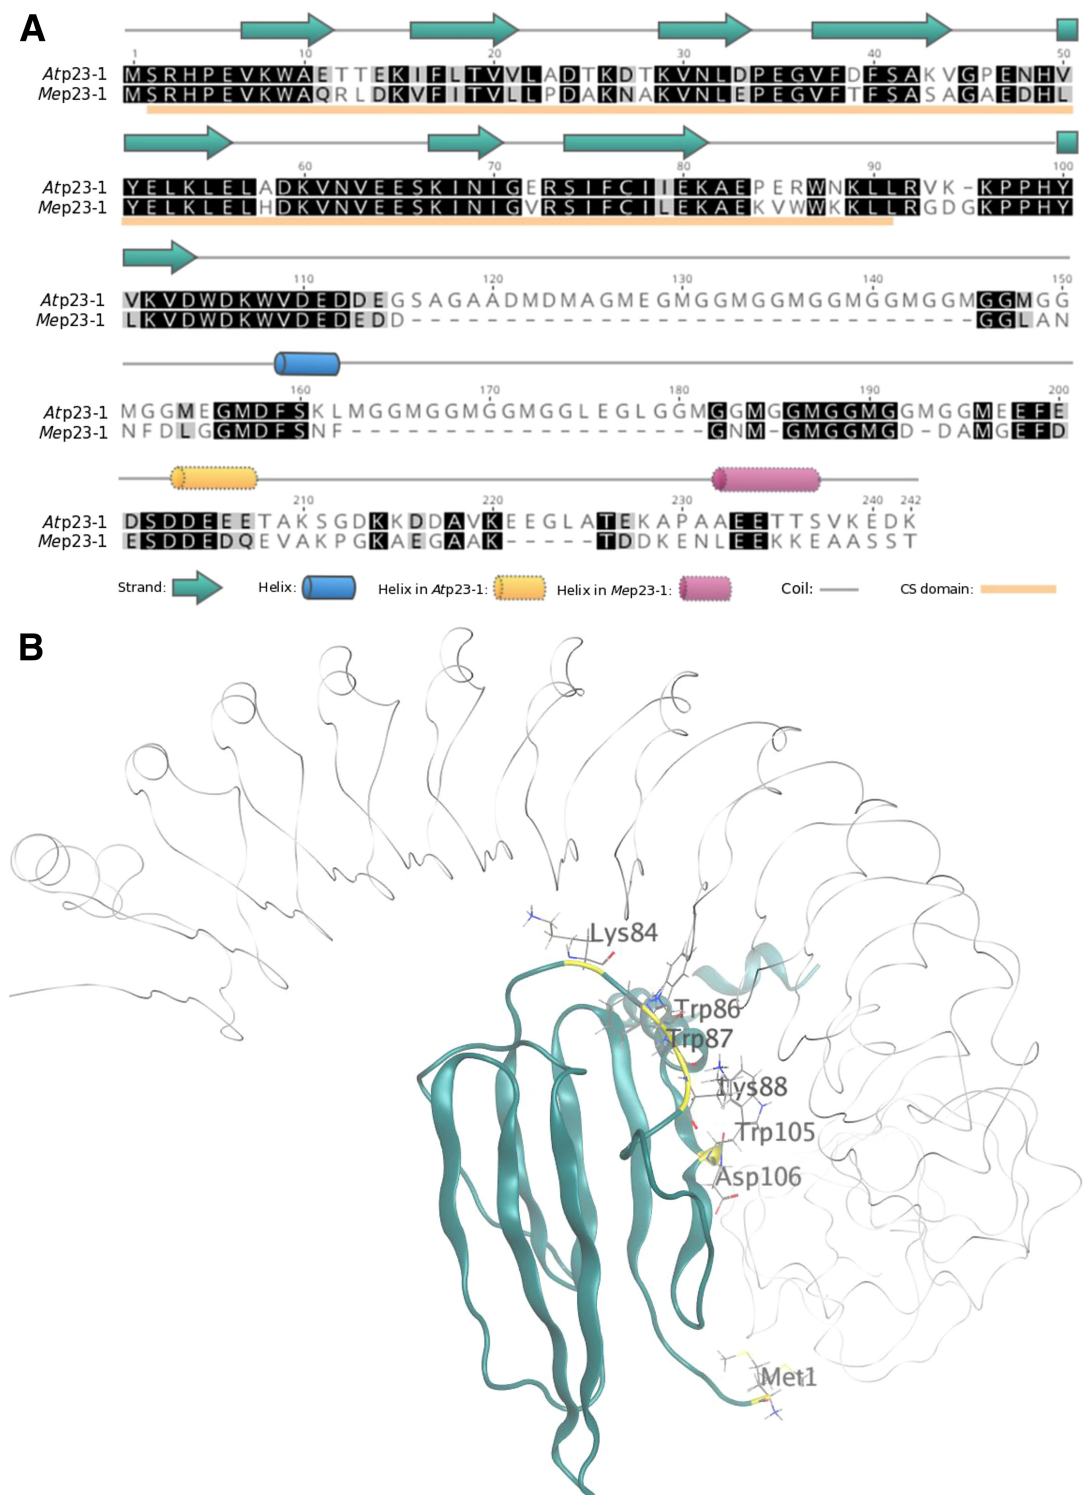 A
1 10 20 30 40 50
Atp23-1 MSRHPEVKWAETTEKIFLTVVLADTKDTKVNLDPEGVFDFSAKVGPENHV
Mep23-1 MSRHPEVKWAQRLDKVFITVLLPDAKNAKVNLEPEGVFTFSASAGAEDHL
60 70 80 90 100
Atp23-1 YELKLELADKVNVEESKINIGERSIFCIIEKAEPERWNKLLRVK-KPPHY
Mep23-1 YELKLELHDKVNVEESKINIGVRSIFCILEKAEKVWWKKLLRGDGKPPHY
110 120 130 140 150
Atp23-1 VKVDWDKWVDEDDEGSAGAADMDMAGMEGMGGMGGMGGMGGMGGMGGMGG
Mep23-1 LKVDWDKWVDEDEDD------------------------------GGLAN
160 170 180 190 200
Atp23-1 MGGMEGMDFSKLMGGMGGMGGMGGLEGLGGMGGMGGMGGMGGMGGMEEFE
Mep23-1 NFDLGGMDFSNF-------------------GNM-GMGGMGD-DAMGEFD
210 220 230 240 242
Atp23-1 DSDDEEETAKSGDKKDDAVKEEGLATEKAPAAEETTSVKEDK
Mep23-1 ESDDEDQEVAKPGKAEGAAK-----TDDKENLEEKKEAASST
Strand: Helix: Helix in Atp23-1: Helix in Mep23-1: Coil: CS domain:
B
Lys84
Trp86
Trp87
Lys88
Trp105
Asp106
Met1